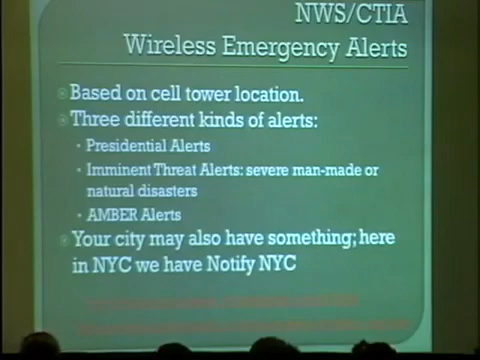 NWS/CTIA
Wireless Emergency Alerts
Based on cell tower location.
Three different kinds of alerts:
Presidential Alerts
Imminent Threat Alerts: severe man-made or
natural disasters
AMBER Alerts
Your city may also have something; here
in NYC we have Notify NYC